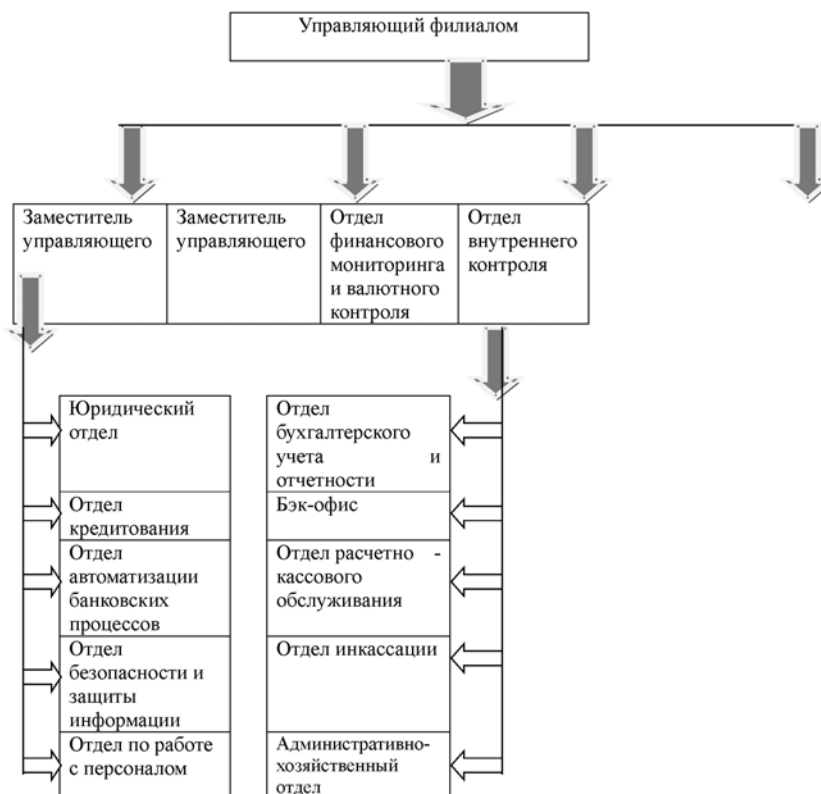 Управляющий филиалом
Заместитель
управляющего
Заместитель
управляющего
Отдел
финансового
мониторинга
и валютного
контроля
Отдел
внутреннего
контроля
Юридический
отдел
Отдел
кредитования
Отдел
автоматизации
банковских
процессов
Отдел
безопасности и
защиты
информации
Отдел по работе
с персоналом
Отдел
бухгалтерского
учета и
отчетности
Бэк-офис
Отдел расчетно -
кассового
обслуживания
Отдел инкассации
Административно-
хозяйственный
отдел